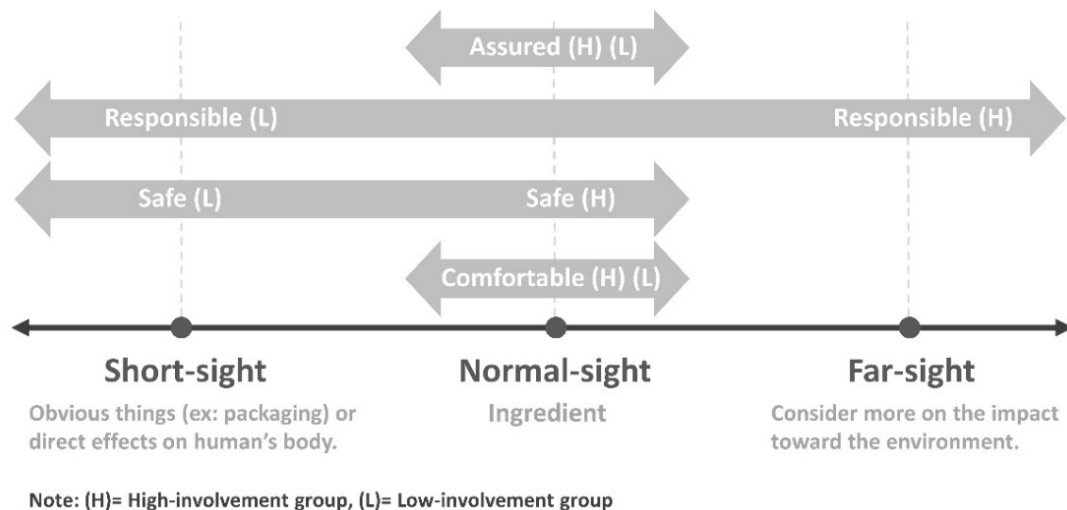 Assured (H) (L)
Responsible (L)
Responsible (H)
Safe (L)
Safe (H)
Comfortable (H) (L)
Short-sight
Normal-sight
Far-sight
Obvious things (ex: packaging) or
direct effects on human's body.
Ingredient
Consider more on the impact
toward the environment.
Note: (H)= High-involvement group, (L)= Low-involvement group